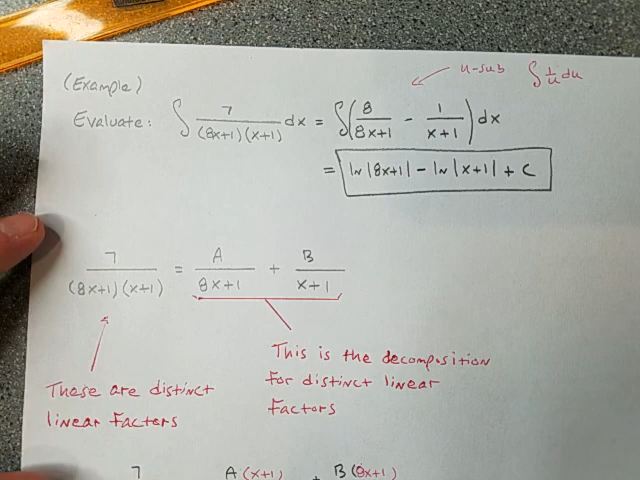 (Example)
u-sub ∫ 1/u du
Evaluate: ∫ 7/((8x+1)(x+1)) dx = ∫(8/(8x+1) - 1/(x+1))dx
= ln|8x+1| - ln|x+1| + C
7/((8x+1)(x+1)) = A/(8x+1) + B/(x+1)
These are distinct
linear factors
This is the decomposition
for distinct linear
factors
7 A(x+1) + B(8x+1)